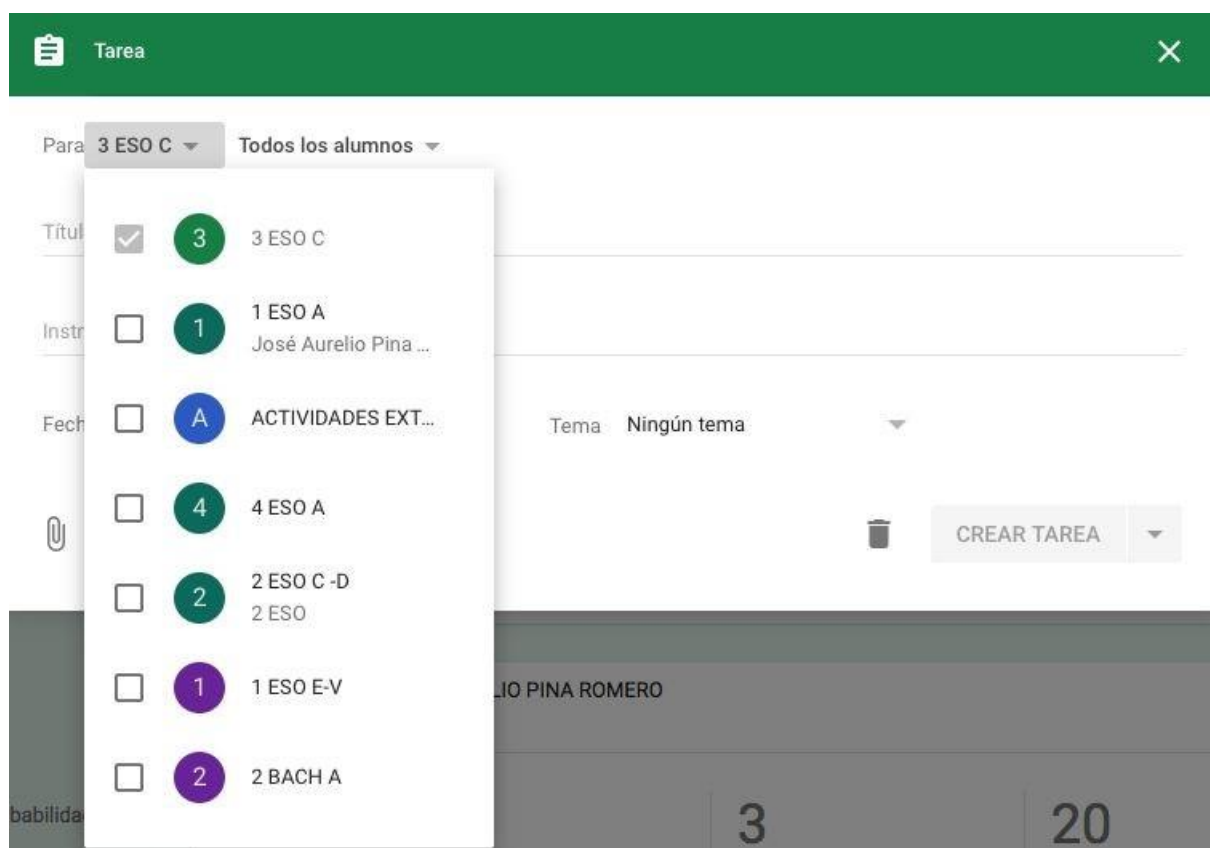 Tarea
Para 3 ESO C Todos los alumnos
Títul
3 3 ESO C
Instr
1 1 ESO A
José Aurelio Pina ...
Fech
A ACTIVIDADES EXT...
Tema Ningún tema
4 4 ESO A
CREAR TAREA
2 2 ESO C -D
2 ESO
1 1 ESO E-V
LIO PINA ROMERO
2 2 BACH A
babilida
3 20